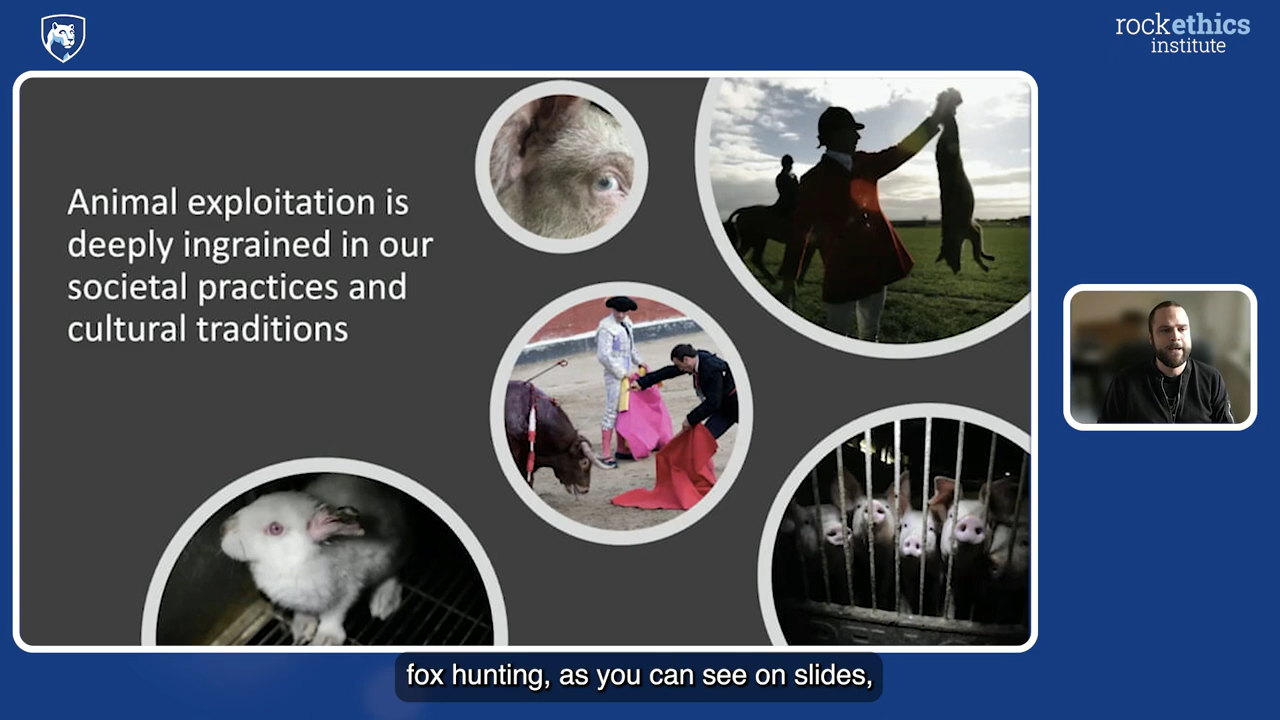 rockethics
institute
Animal exploitation is
deeply ingrained in our
societal practices and
cultural traditions
fox hunting, as you can see on slides,